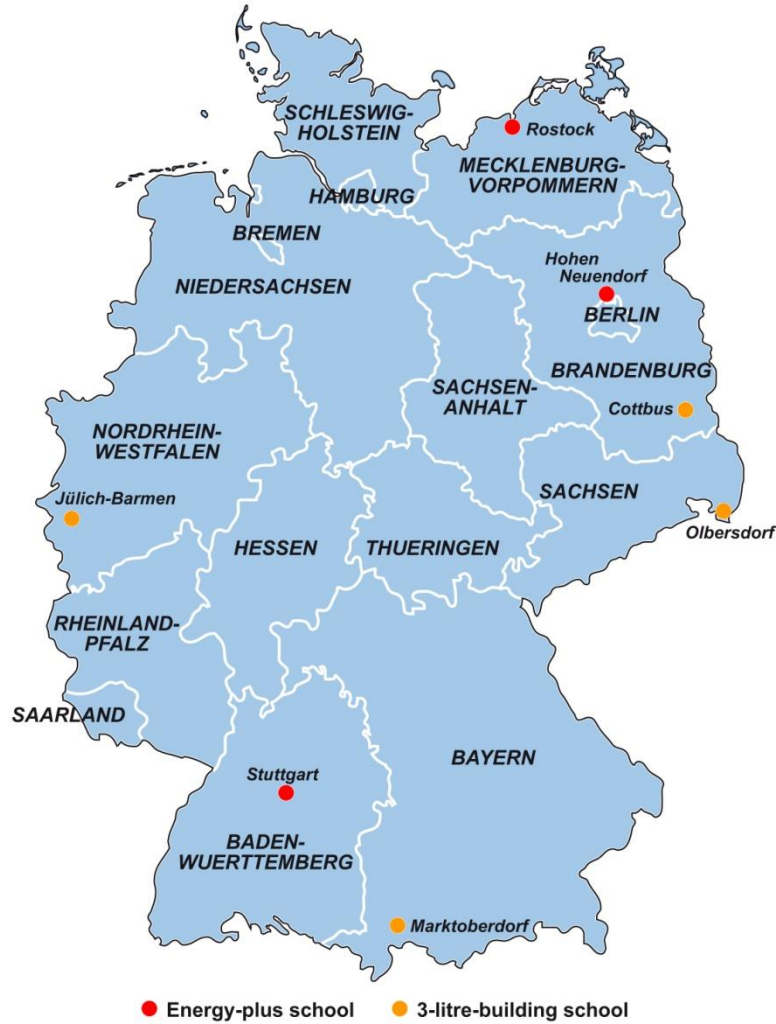 SCHLESWIG-
HOLSTEIN
Rostock
MECKLENBURG-
VORPOMMERN
HAMBURG
BREMEN
Hohen
Neuendorf
NIEDERSACHSEN
BERLIN
BRANDENBURG
SACHSEN-
ANHALT
Cottbus
NORDRHEIN-
WESTFALEN
Jülich-Barmen
SACHSEN
Olbersdorf
HESSEN
THUERINGEN
RHEINLAND-
PFALZ
SAARLAND
BAYERN
Stuttgart
BADEN-
WUERTTEMBERG
Marktoberdorf
Energy-plus school
3-litre-building school